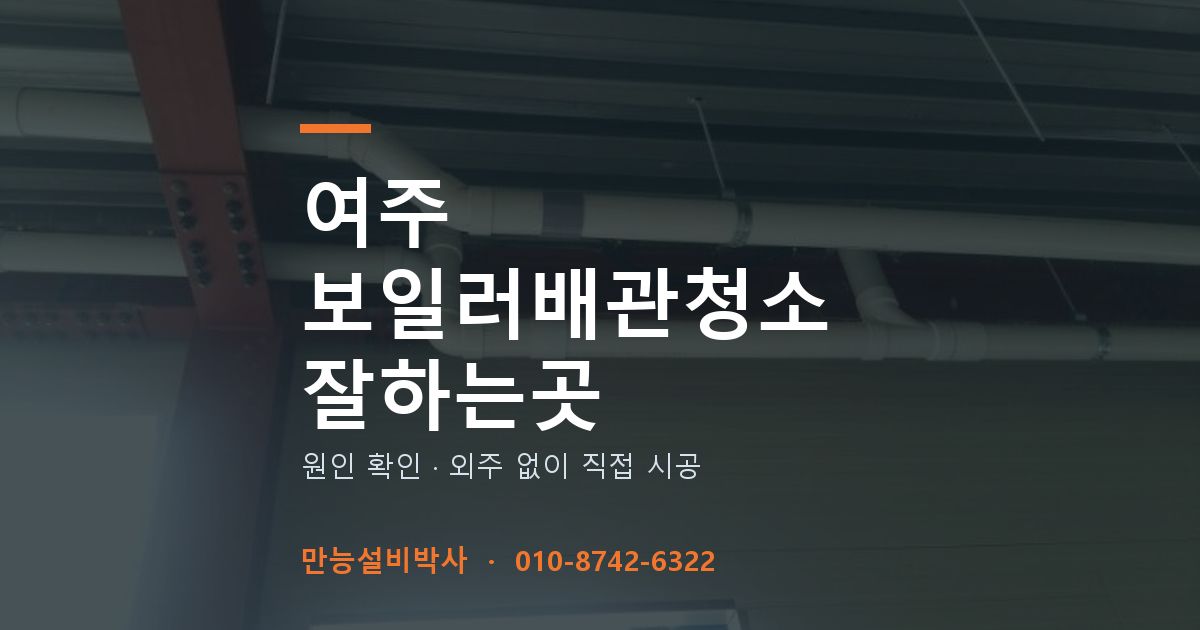 여주
보일러배관청소
잘하는곳
원인 확인 · 외주 없이 직접 시공
만능설비박사 · 010-8742-6322